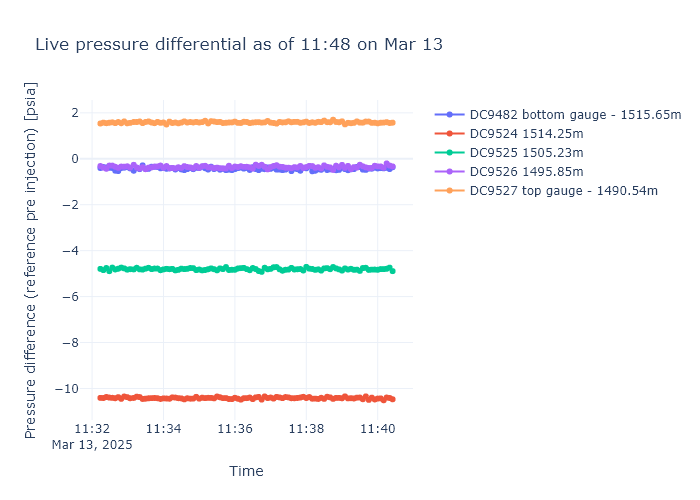 Live pressure differential as of 11:48 on Mar 13
Pressure difference (reference pre injection) [psia]
2
0
−2
−4
−6
−8
−10
11:32
Mar 13, 2025
11:34
11:36
11:38
11:40
Time
DC9482 bottom gauge - 1515.65m
DC9524 1514.25m
DC9525 1505.23m
DC9526 1495.85m
DC9527 top gauge - 1490.54m